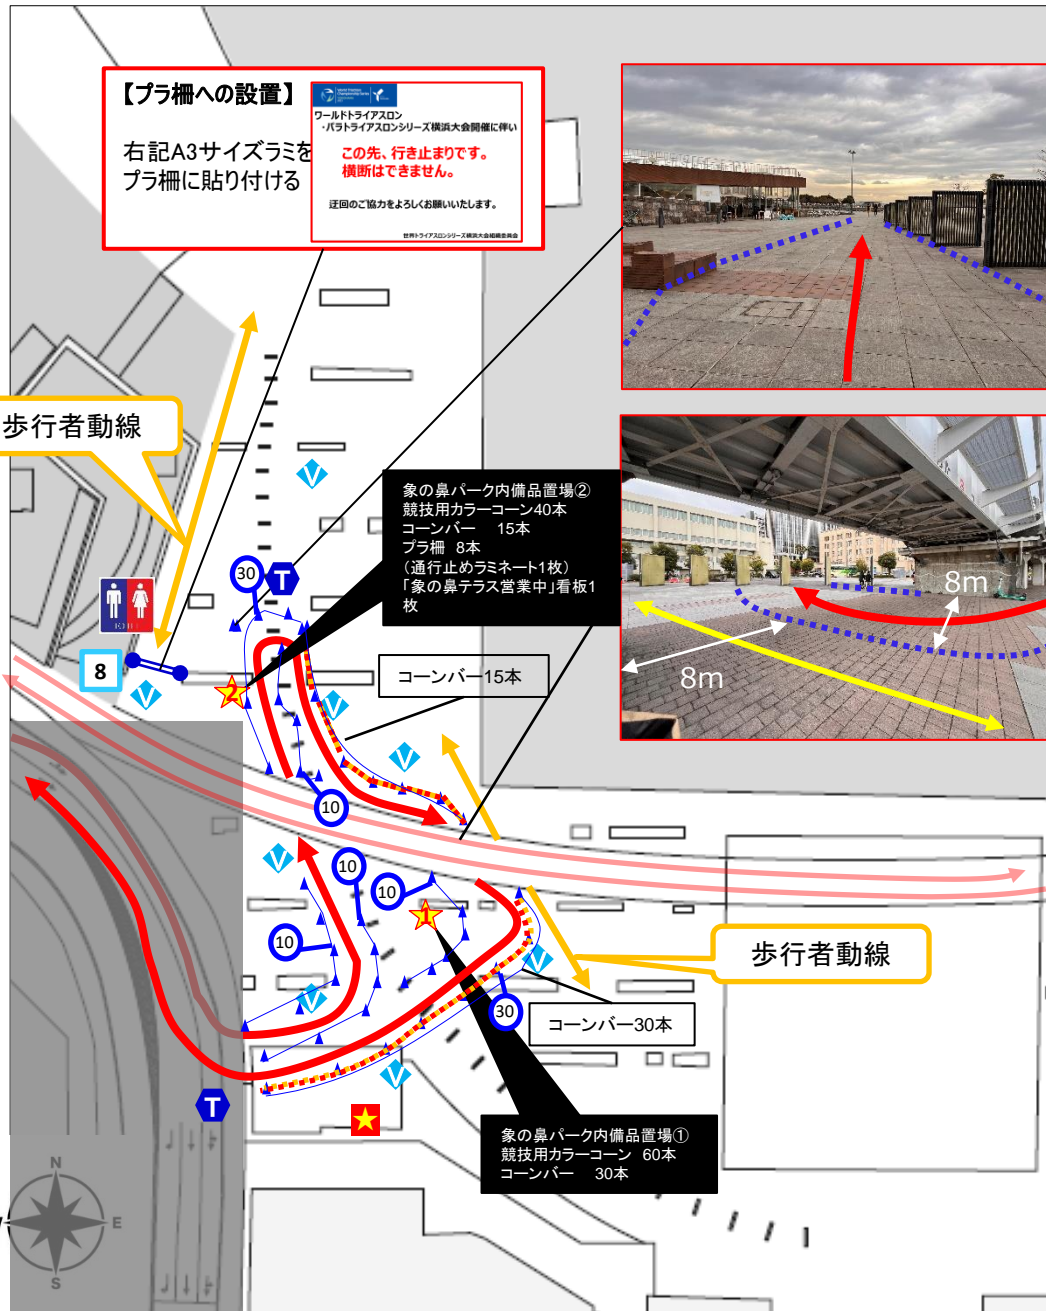 【プラ柵への設置】
右記A3サイズラミを
プラ柵に貼り付ける
ワールドトライアスロン
・パラトライアスロンシリーズ横浜大会開催に伴い
この先、行き止まりです。
横断はできません。
迂回のご協力をよろしくお願いいたします。
世界トライアスロンシリーズ横浜大会組織委員会
歩行者動線
象の鼻パーク内備品置場②
競技用カラーコーン40本
コーンバー 15本
プラ柵 8本
(通行止めラミネート1枚)
「象の鼻テラス営業中」看板1
枚
8m
8m
V
30
T
8
V
2
V
コーンバー15本
V
10
V
10
10
1
10
歩行者動線
V
V
30
コーンバー30本
V
T
象の鼻パーク内備品置場①
競技用カラーコーン 60本
コーンバー 30本
N
W
E
S